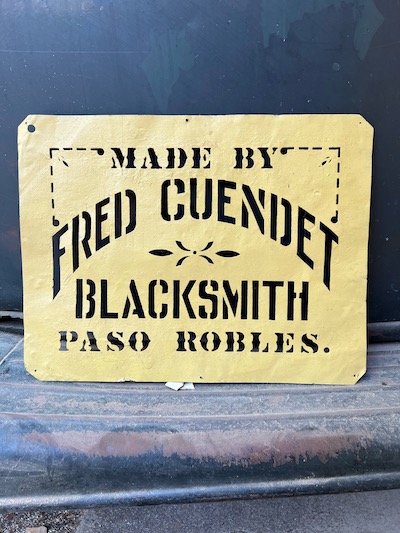 MADE BY
FRED CUENDET
BLACKSMITH
PASO ROBLES.